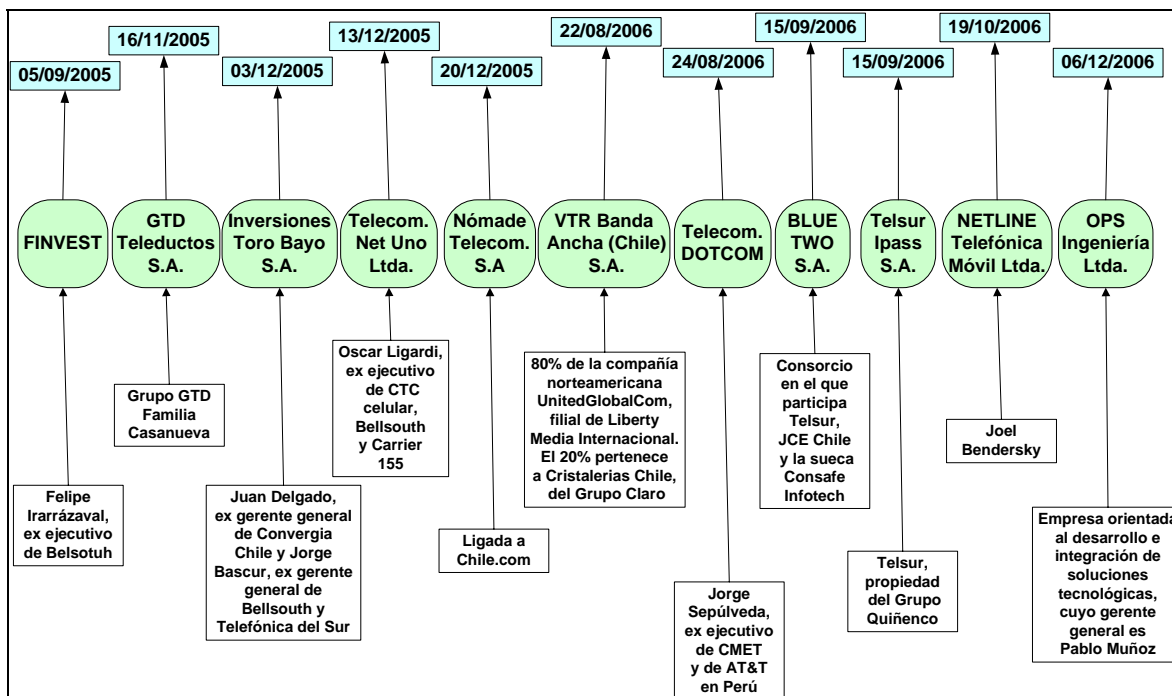 05/09/2005
16/11/2005
03/12/2005
13/12/2005
20/12/2005
22/08/2006
24/08/2006
15/09/2006
15/09/2006
19/10/2006
06/12/2006
FINVEST
GTD
Teleductos
S.A.
Inversiones
Toro Bayo
S.A.
Telecom.
Net Uno
Ltda.
Nómade
Telecom.
S.A
VTR Banda
Ancha (Chile)
S.A.
Telecom.
DOTCOM
BLUE
TWO
S.A.
Telsur
Ipass
S.A.
NETLINE
Telefónica
Móvil Ltda.
OPS
Ingeniería
Ltda.
Felipe
Irarrázaval,
ex ejecutivo
de Belsotuh
Grupo GTD
Familia
Casanueva
Juan Delgado,
ex gerente general
de Convergia
Chile y Jorge
Bascur, ex gerente
general de
Bellsouth y
Telefónica del Sur
Oscar Ligardi,
ex ejecutivo
de CTC
celular,
Bellsouth
y Carrier
155
Ligada a
Chile.com
80% de la compañía
norteamericana
UnitedGlobalCom,
filial de Liberty
Media Internacional.
El 20% pertenece
a Cristalerias Chile,
del Grupo Claro
Jorge
Sepúlveda,
ex ejecutivo
de CMET
y de AT&T
en Perú
Consorcio
en el que
participa
Telsur,
JCE Chile
y la sueca
Consafe
Infotech
Telsur,
propiedad
del Grupo
Quiñenco
Joel
Bendersky
Empresa orientada
al desarrollo e
integración de
soluciones
tecnológicas,
cuyo gerente
general es
Pablo Muñoz